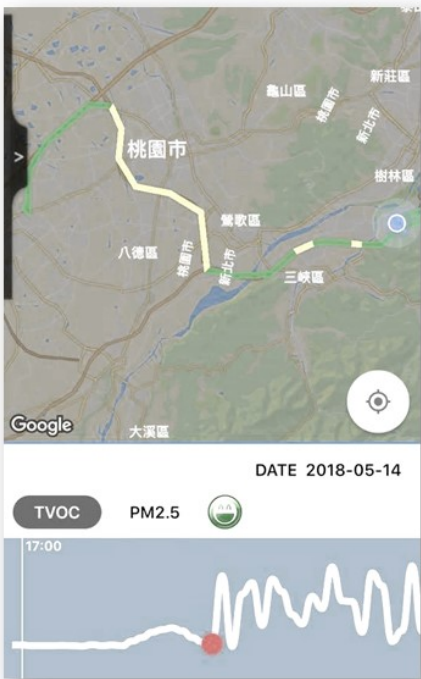 新莊區
龜山區
桃園市
新北市
樹林區
桃園市
鶯歌區
八德區
桃園市
新北市
三峽區
Google
大溪區
DATE 2018-05-14
TVOC PM2.5
17:00